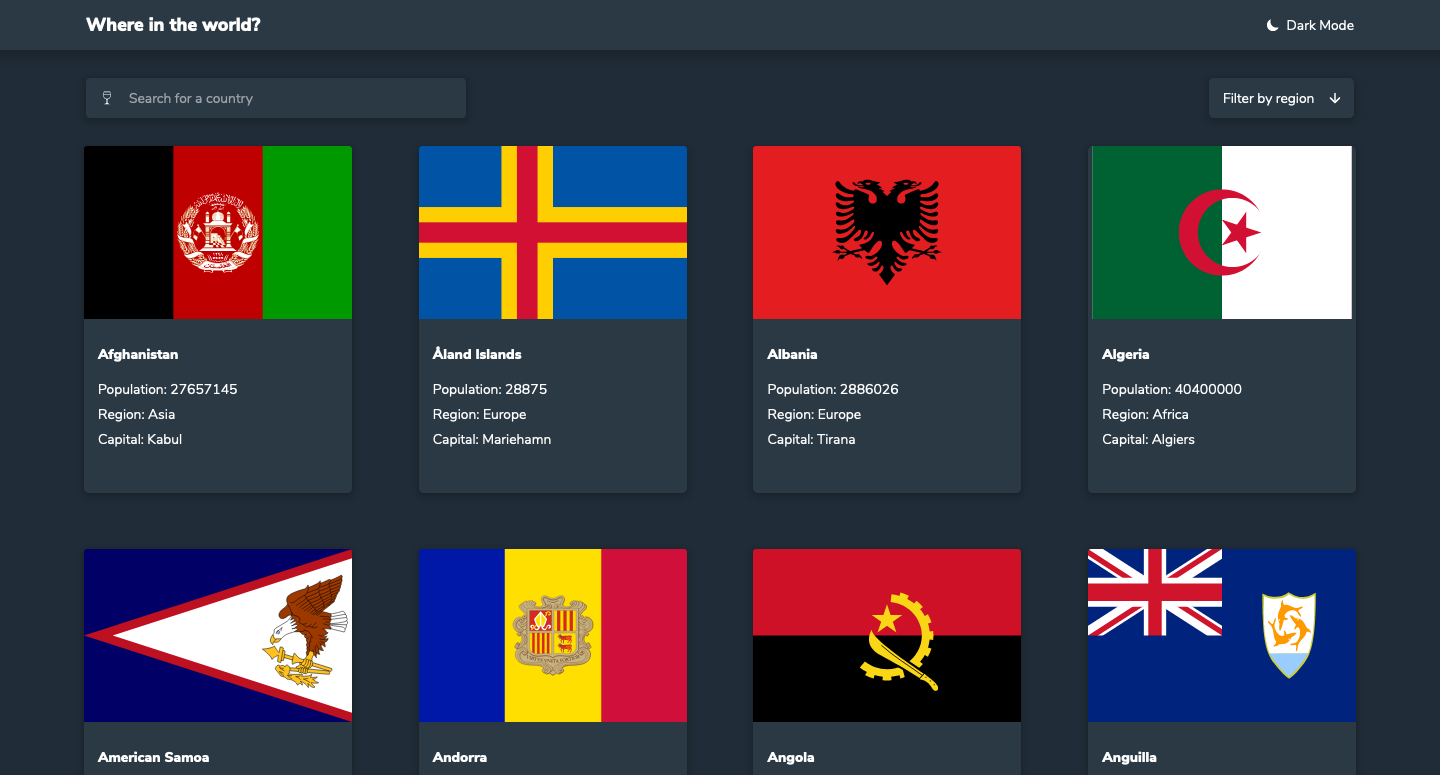 Where in the world?
Dark Mode
Search for a country
Filter by region
Afghanistan
Population: 27657145
Region: Asia
Capital: Kabul
Åland Islands
Population: 28875
Region: Europe
Capital: Mariehamn
Albania
Population: 2886026
Region: Europe
Capital: Tirana
Algeria
Population: 40400000
Region: Africa
Capital: Algiers
American Samoa
Andorra
Angola
Anguilla